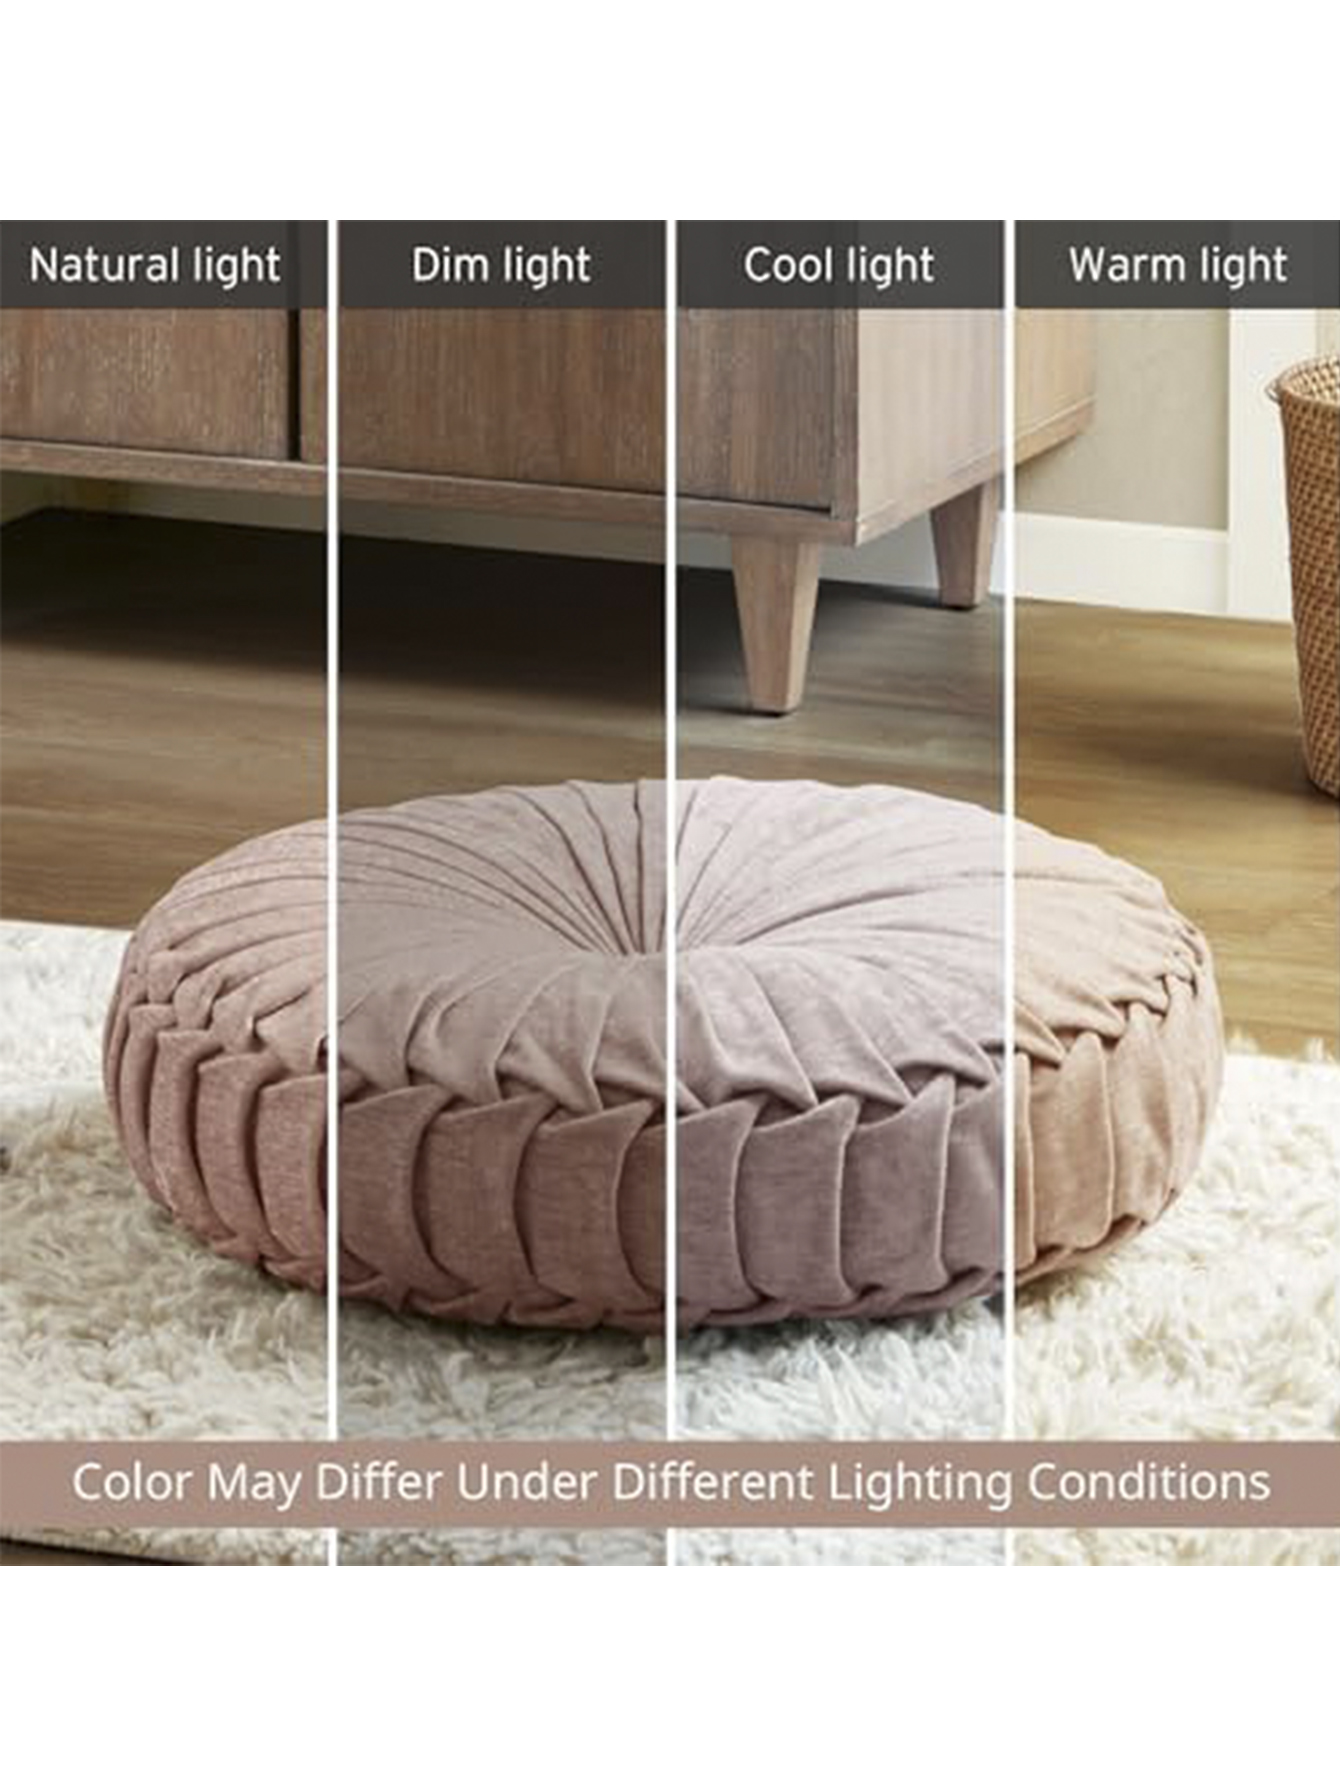 Natural light
Dim light
Cool light
Warm light
Color May Differ Under Different Lighting Conditions